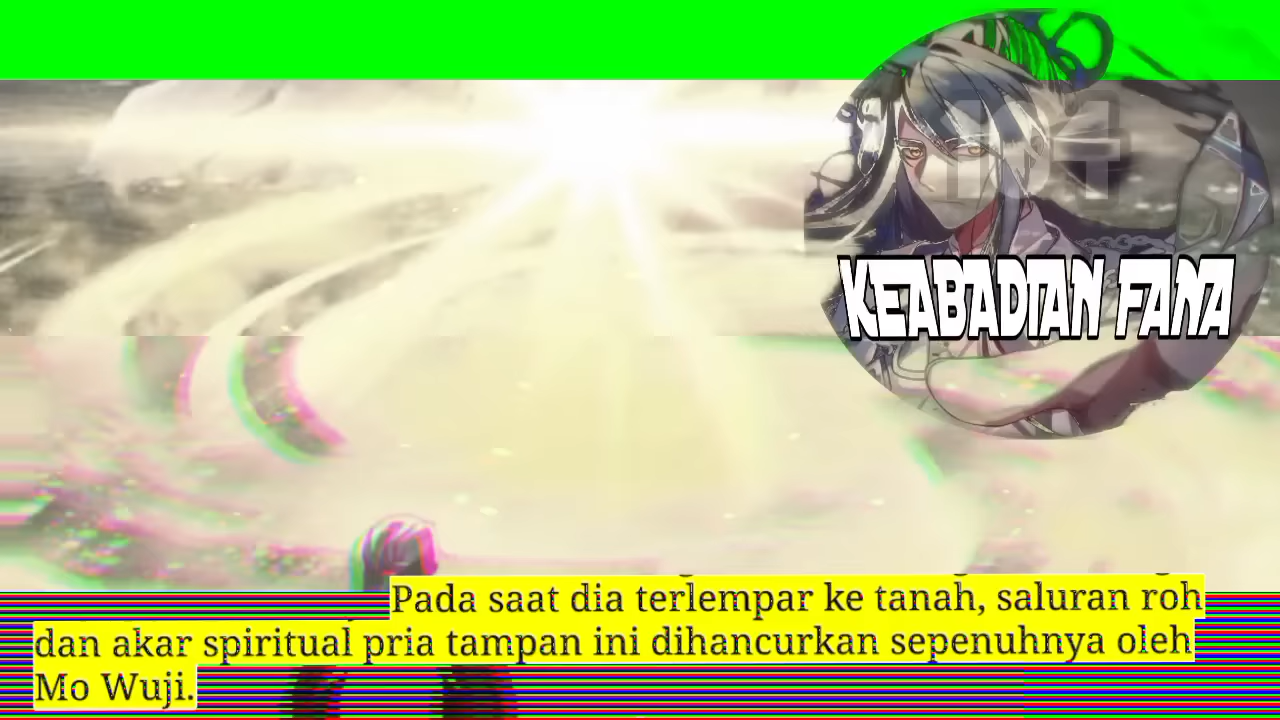 KEABADIAN FANA
Pada saat dia terlempar ke tanah, saluran roh
dan akar spiritual pria tampan ini dihancurkan sepenuhnya oleh
Mo Wuji.